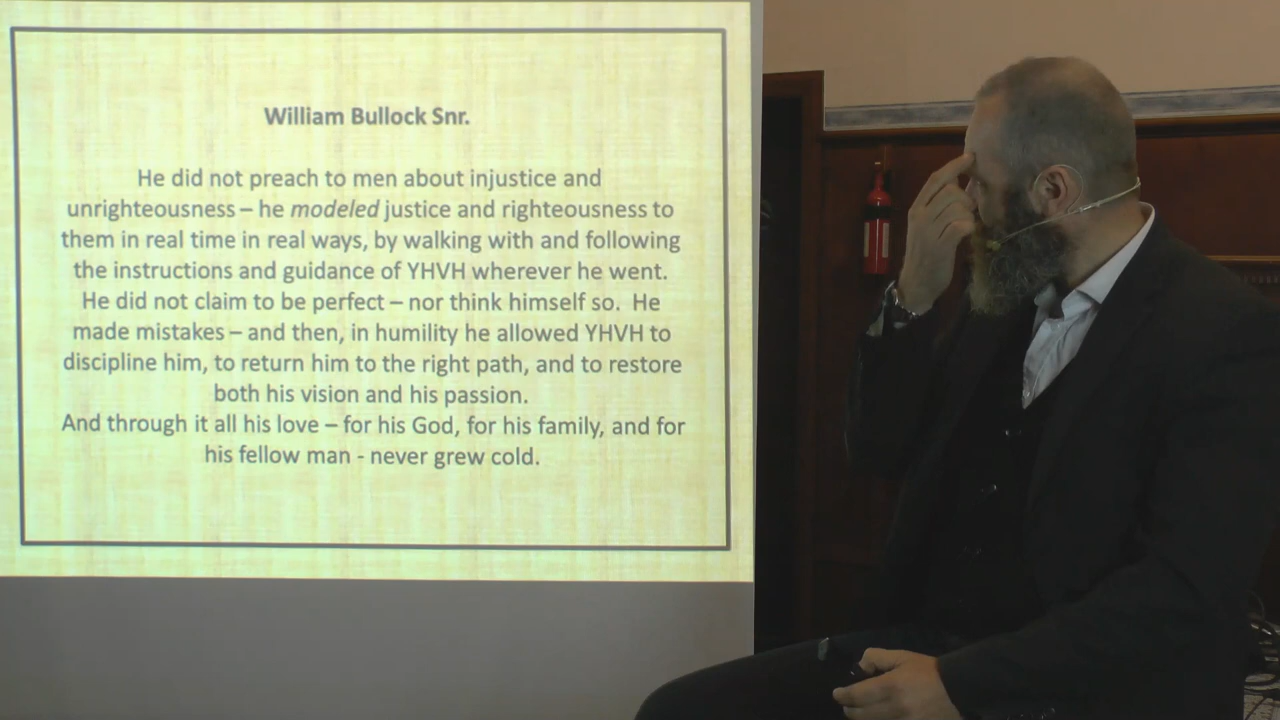 William Bullock Snr.
He did not preach to men about injustice and
unrighteousness – he modeled justice and righteousness to
them in real time in real ways, by walking with and following
the instructions and guidance of YHVH wherever he went.
He did not claim to be perfect – nor think himself so. He
made mistakes – and then, in humility he allowed YHVH to
discipline him, to return him to the right path, and to restore
both his vision and his passion.
And through it all his love – for his God, for his family, and for
his fellow man - never grew cold.